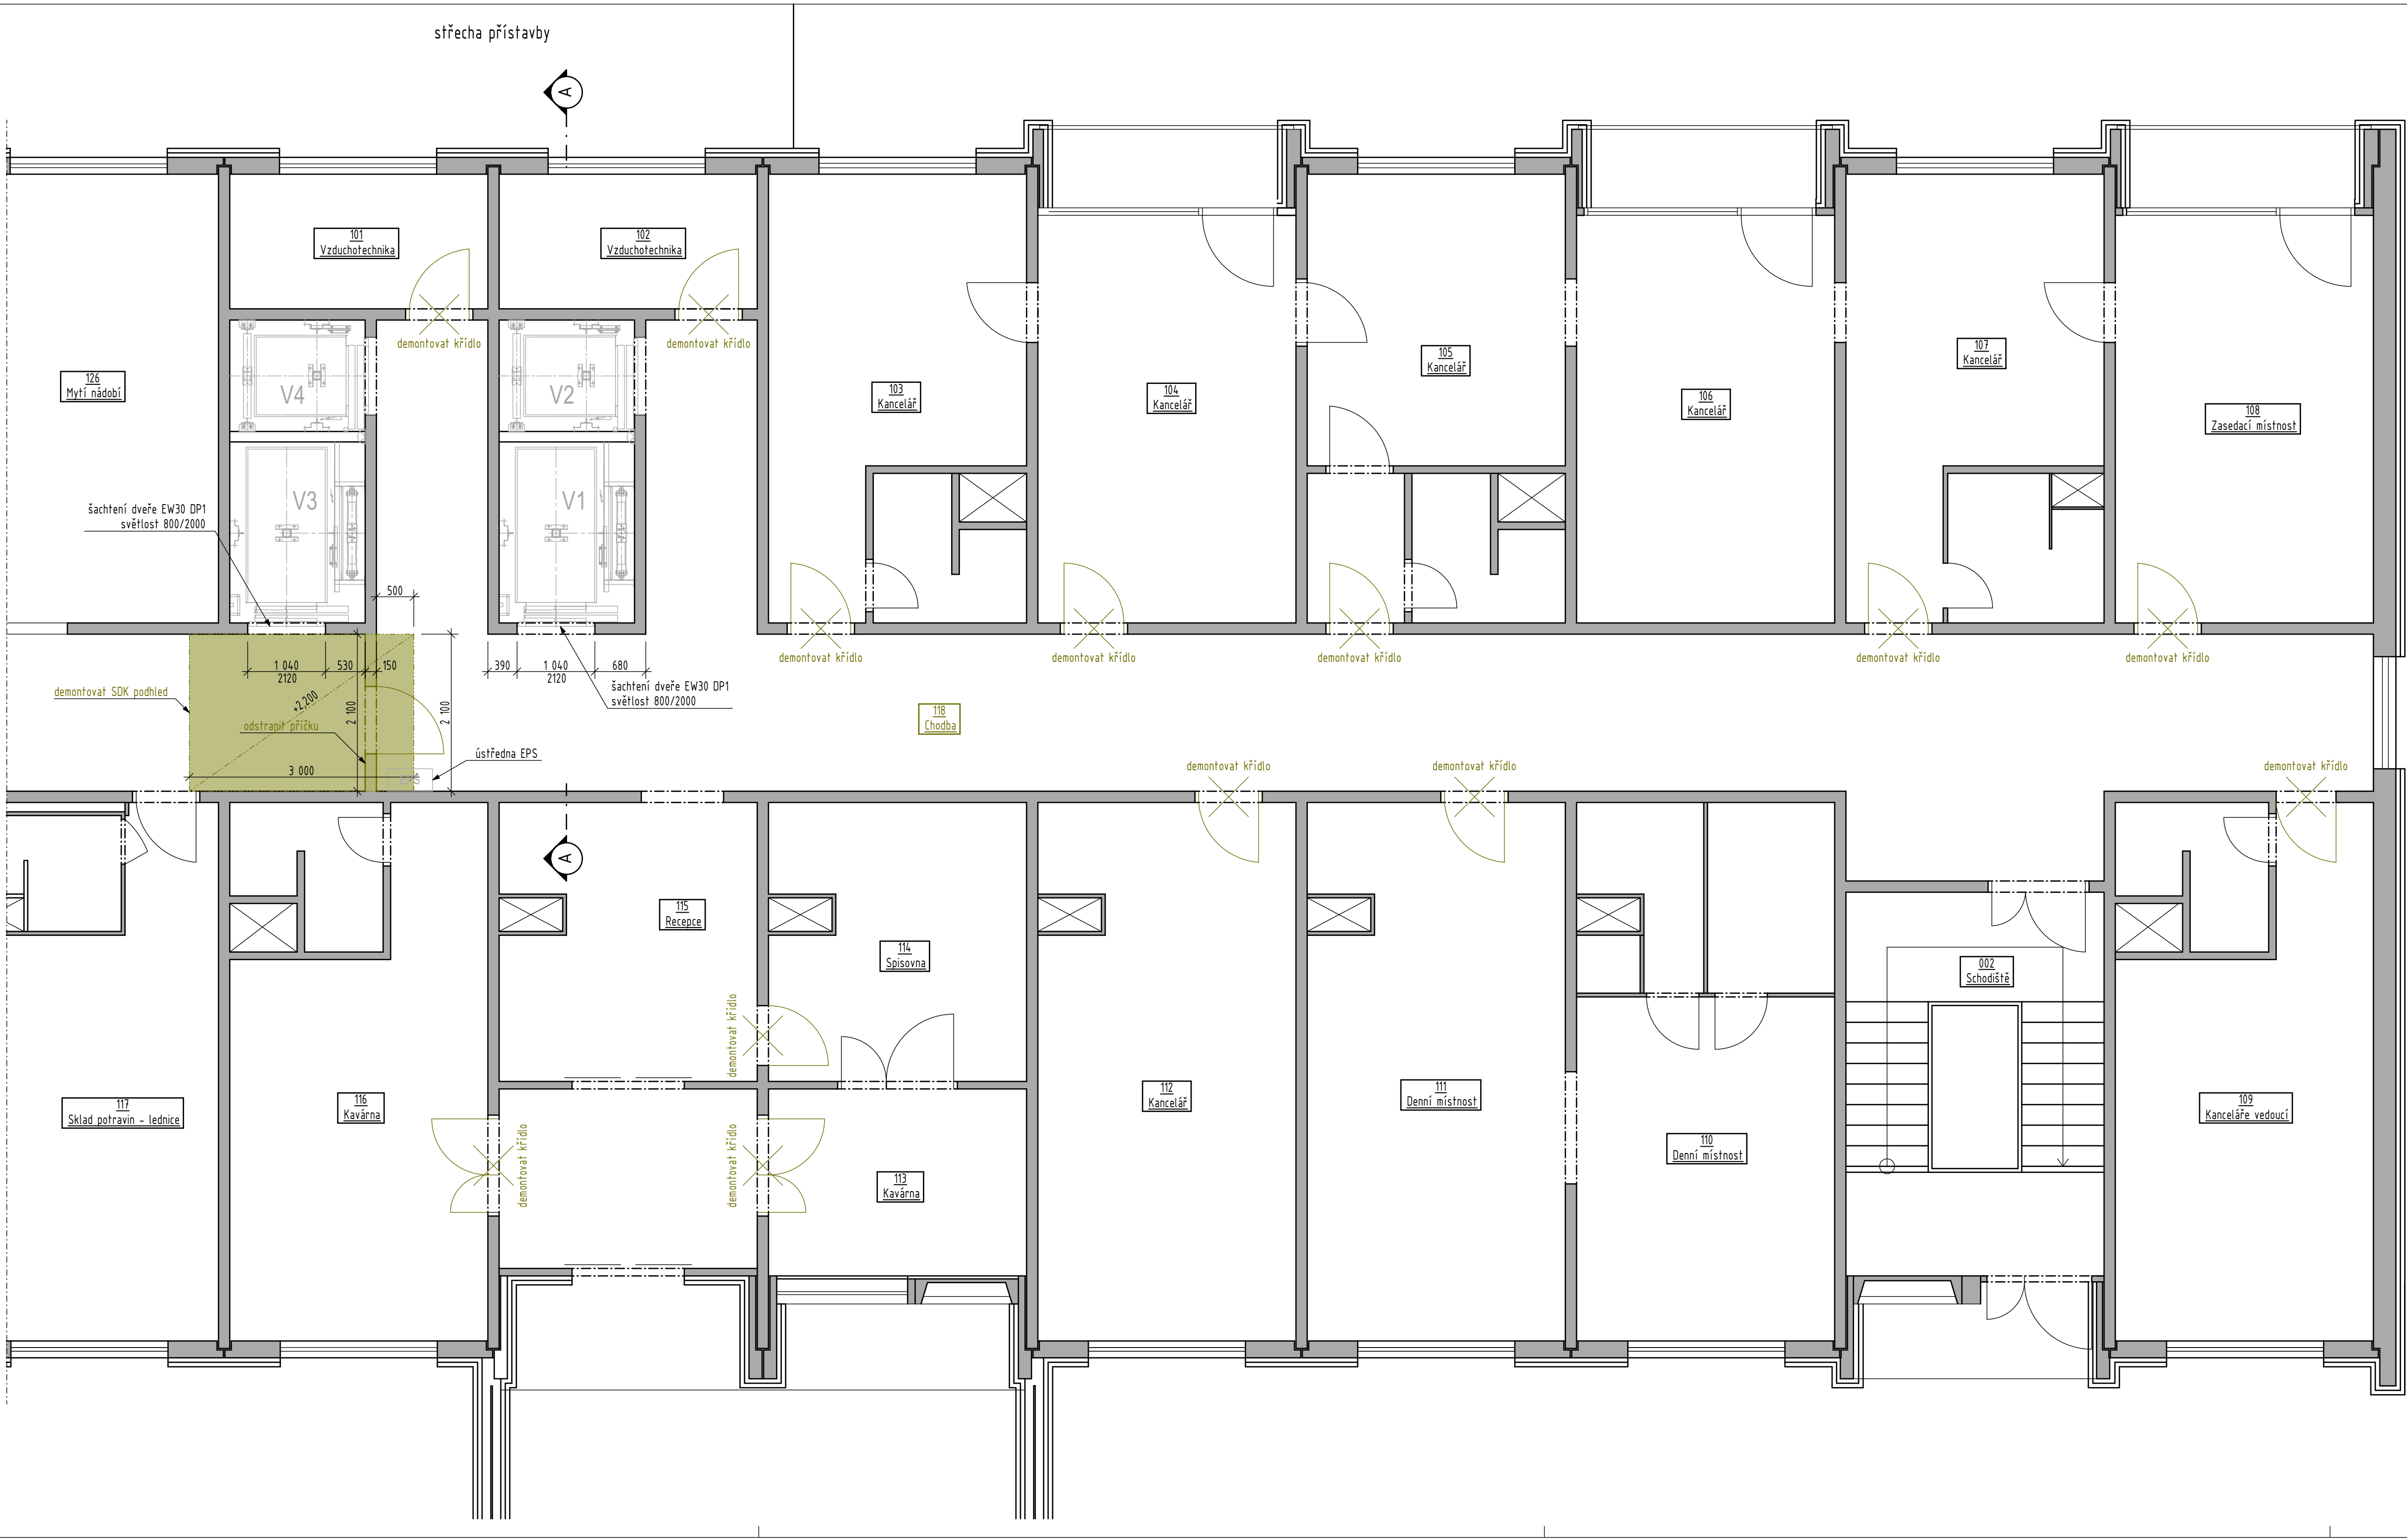 střecha přístavby
A
101
Vzduchotechnika
102
Vzduchotechnika
demontovat křídlo
demontovat křídlo
126
Mytí nádobí
V4
V2
103
Kancelář
104
Kancelář
105
Kancelář
106
Kancelář
107
Kancelář
108
Zasedací místnost
V3
V1
šachtení dveře EW30 DP1
světlost 800/2000
500
demontovat křídlo
demontovat křídlo
demontovat křídlo
demontovat křídlo
demontovat křídlo
1 040
2120
530
150
390
1 040
2120
680
šachtení dveře EW30 DP1
světlost 800/2000
demontovat SDK podhled
+2,200
2 100
2 100
odstranit příčku
3 000
EPS
ústředna EPS
118
Chodba
demontovat křídlo
demontovat křídlo
demontovat křídlo
A
115
Recepce
114
Spisovna
002
Schodiště
demontovat křídlo
117
Sklad potravin - lednice
116
Kavárna
demontovat křídlo
demontovat křídlo
113
Kavárna
112
Kancelář
111
Denní místnost
110
Denní místnost
109
Kanceláře vedoucí